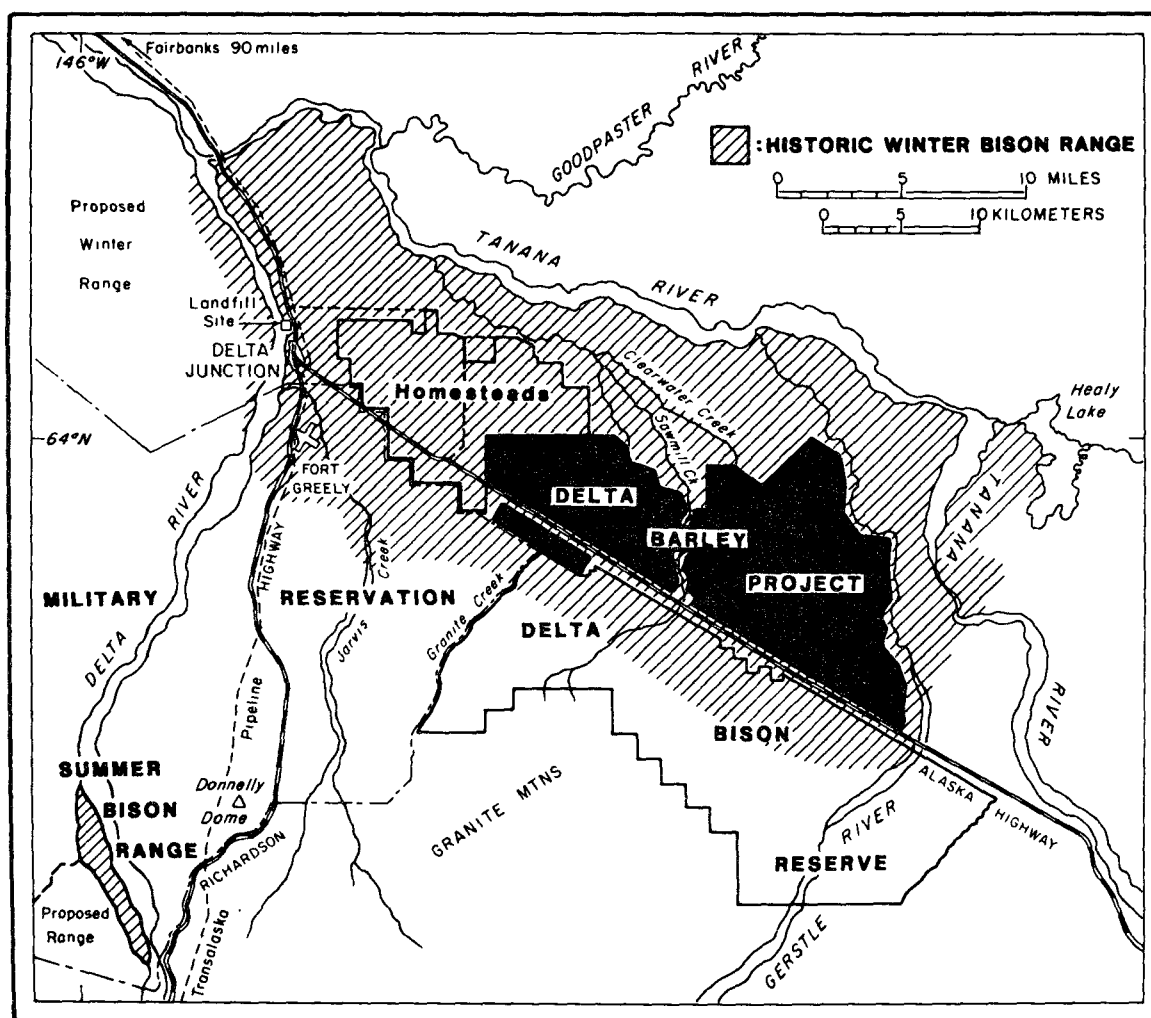 Fairbanks 90 miles
146°W
GOODPASTER RIVER
:HISTORIC WINTER BISON RANGE
0 5 10 MILES
0 5 10 KILOMETERS
Proposed
Winter
Range
TANANA RIVER
Landfill
Site
DELTA
JUNCTION
Homesteads
Clearwater Creek
Sawmill Ck
Healy
Lake
64°N
FORT
GREELY
DELTA
BARLEY
PROJECT
TANANA RIVER
DELTA RIVER
MILITARY
RESERVATION
Jarvis Creek
Granite Creek
DELTA
BISON
RESERVE
RICHARDSON HIGHWAY
Transalaska Pipeline
SUMMER
BISON
RANGE
Donnelly
Dome
GRANITE MTNS
ALASKA HIGHWAY
GERSTLE RIVER
Proposed
Range